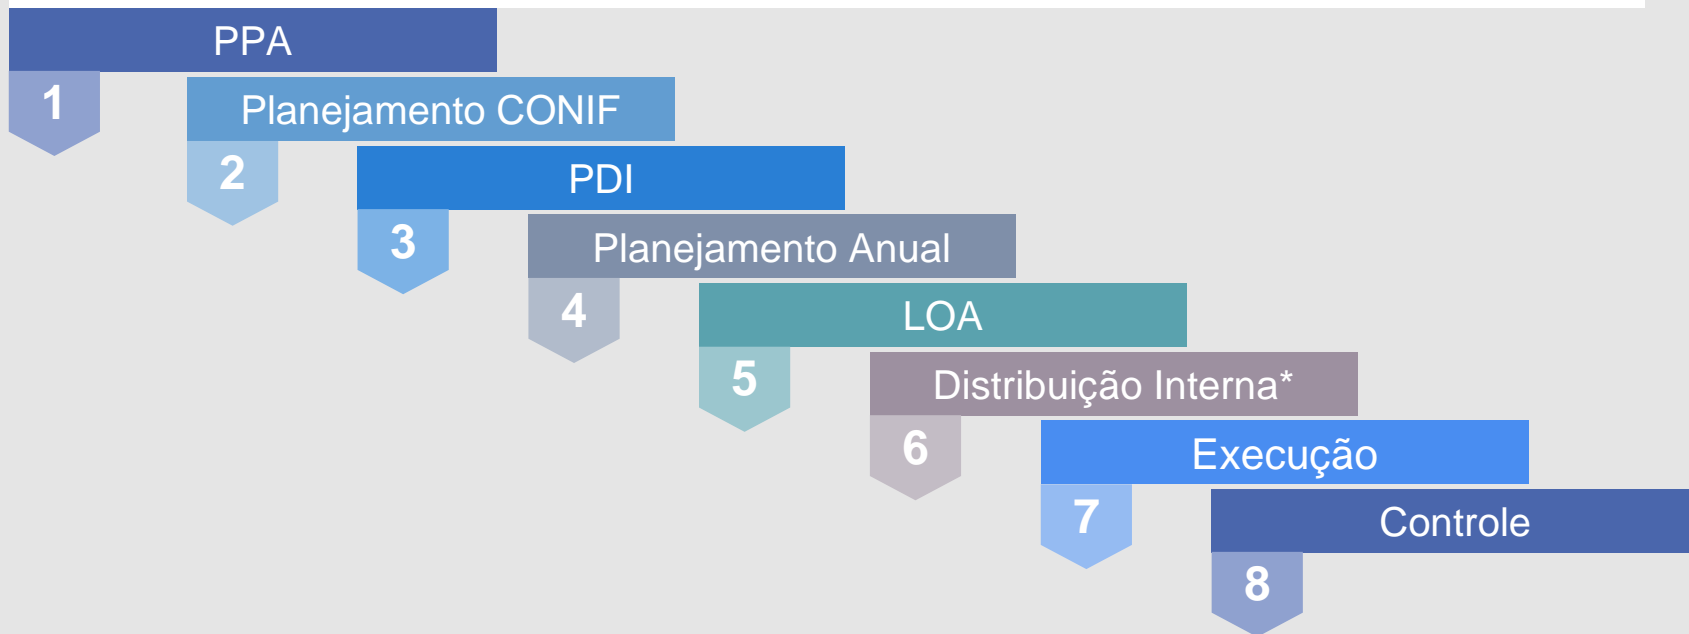 PPA
1
Planejamento CONIF
2
PDI
3
Planejamento Anual
4
LOA
5
Distribuição Interna*
6
Execução
7
Controle
8